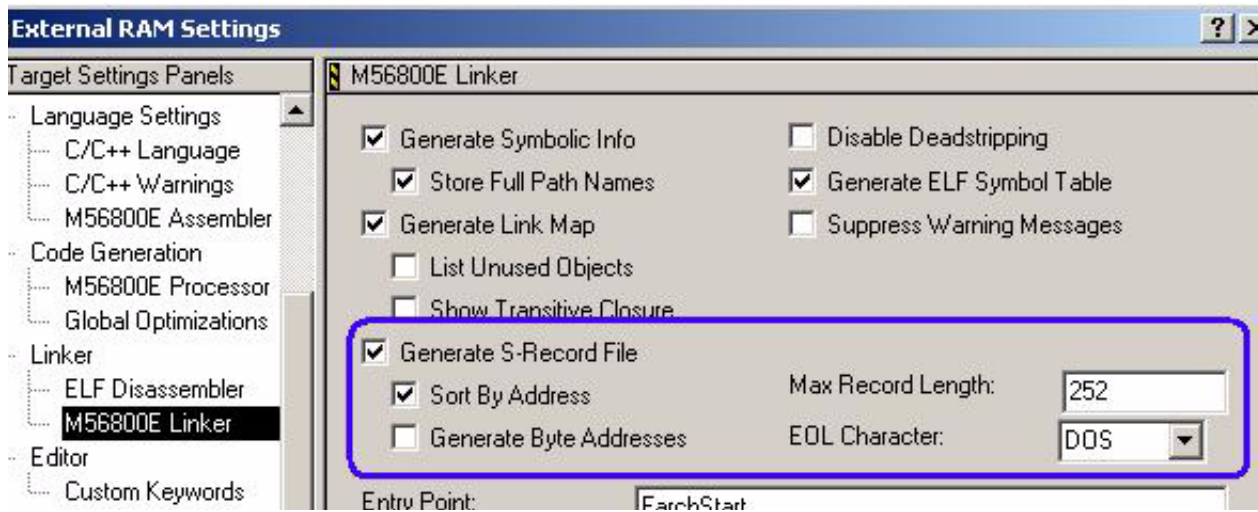 External RAM Settings
Target Settings Panels
Language Settings
C/C++ Language
C/C++ Warnings
M56800E Assembler
Code Generation
M56800E Processor
Global Optimizations
Linker
ELF Disassembler
M56800E Linker
Editor
Custom Keywords
M56800E Linker
Generate Symbolic Info
Disable Deadstripping
Store Full Path Names
Generate ELF Symbol Table
Generate Link Map
Suppress Warning Messages
List Unused Objects
Show Transitive Closure
Generate S-Record File
Sort By Address
Max Record Length: 252
Generate Byte Addresses
EOL Character: DOS
Entry Point: FarchStart